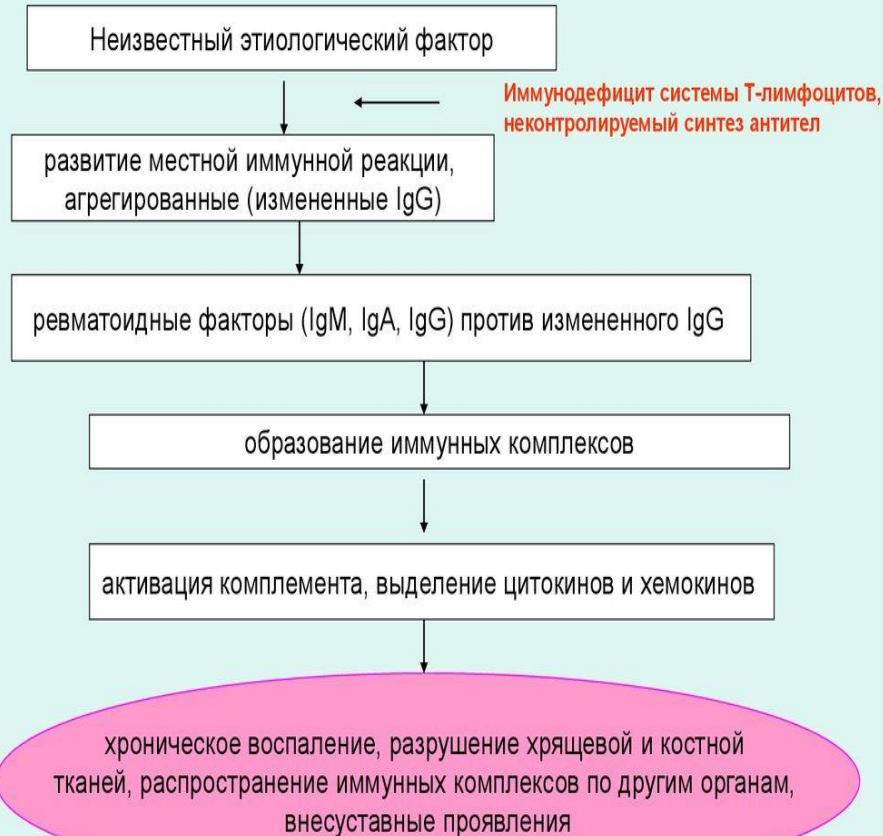 Неизвестный этиологический фактор
Иммунодефицит системы Т-лимфоцитов,
неконтролируемый синтез антител
развитие местной иммунной реакции,
агрегированные (измененные IgG)
ревматоидные факторы (IgM, IgA, IgG) против измененного IgG
образование иммунных комплексов
активация комплемента, выделение цитокинов и хемокинов
хроническое воспаление, разрушение хрящевой и костной
тканей, распространение иммунных комплексов по другим органам,
внесуставные проявления